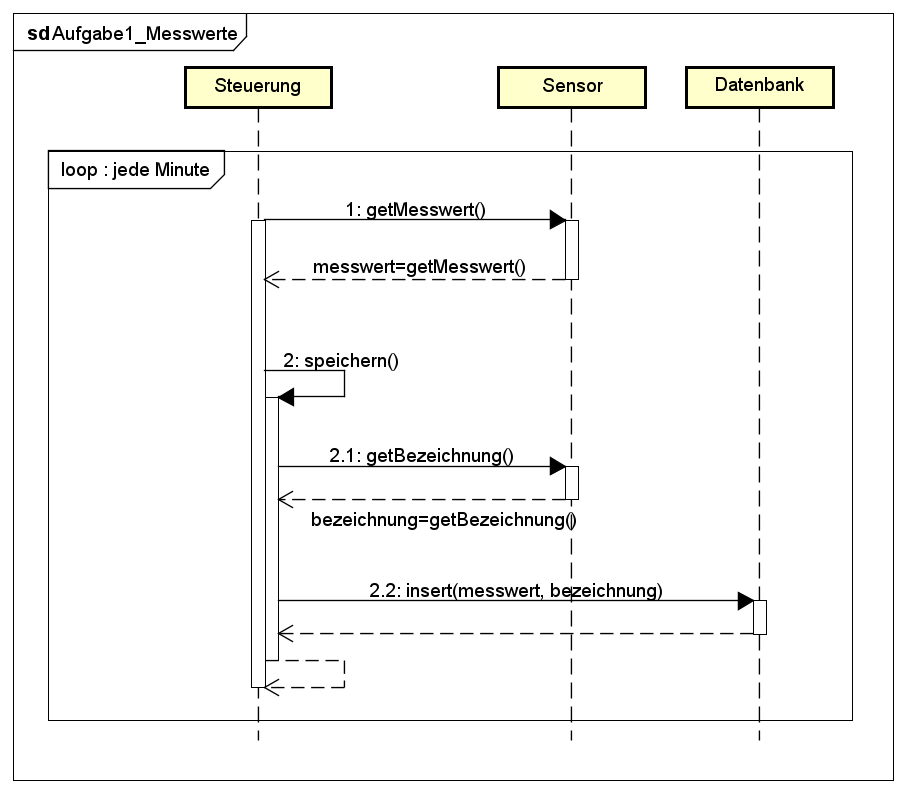 sd Aufgabe1_Messwerte
Steuerung
Sensor
Datenbank
loop : jede Minute
1: getMesswert()
messwert=getMesswert()
2: speichern()
2.1: getBezeichnung()
bezeichnung=getBezeichnung()
2.2: insert(messwert, bezeichnung)